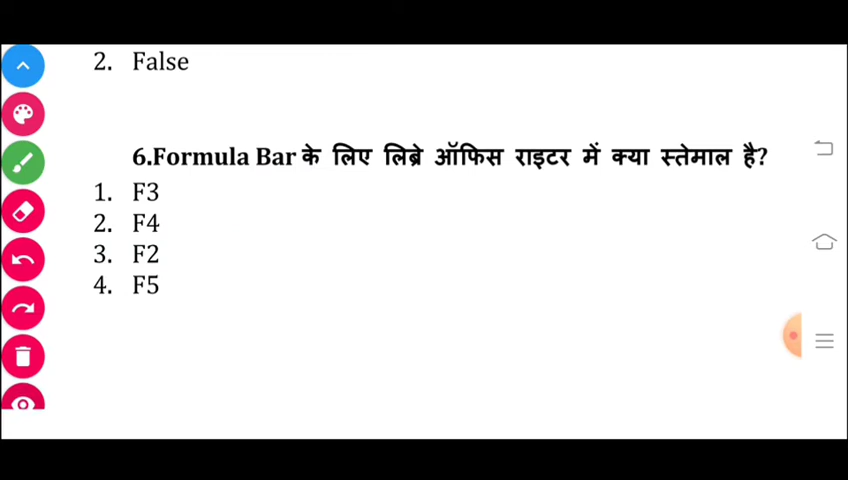 2. False
6.Formula Bar के लिए लिब्रे ऑफिस राइटर में क्या स्तेमाल है?
1. F3
2. F4
3. F2
4. F5